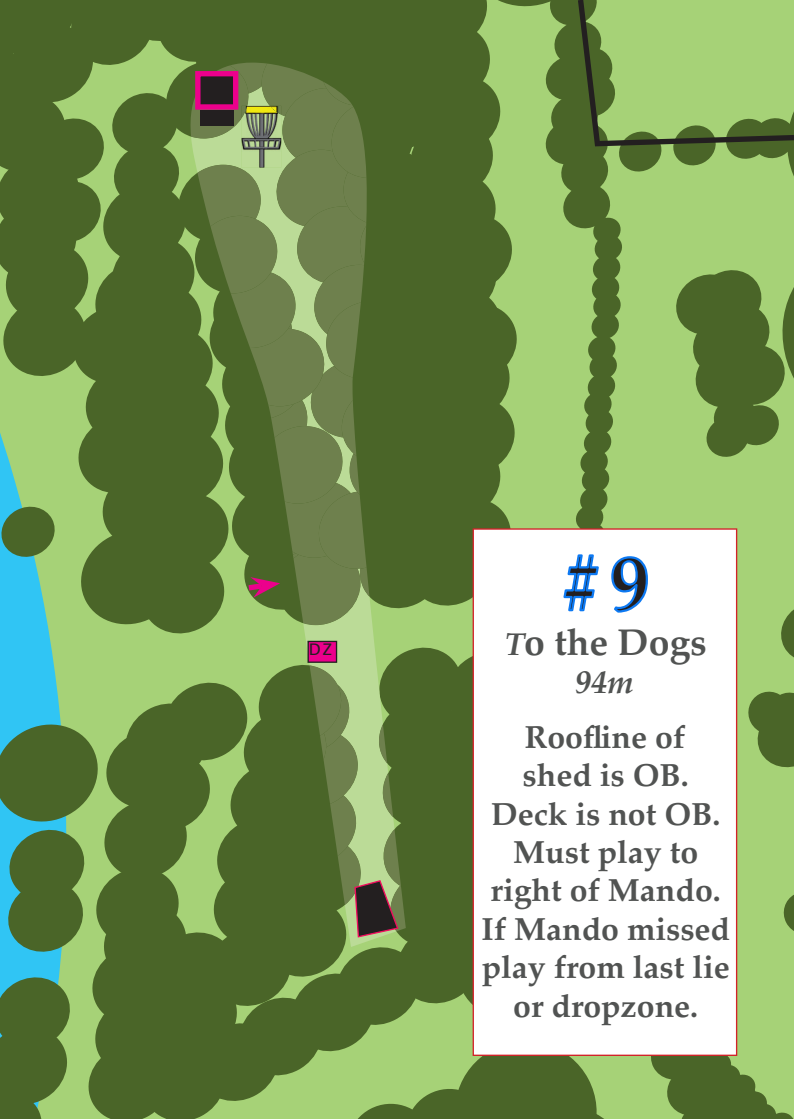 DZ
#9
To the Dogs
94m
Roofline of
shed is OB.
Deck is not OB.
Must play to
right of Mando.
If Mando missed
play from last lie
or dropzone.